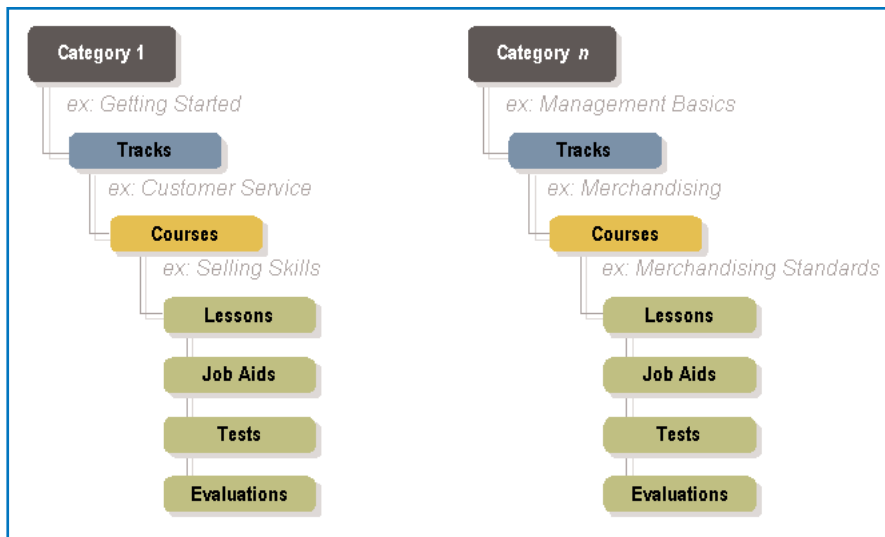 Category 1
ex: Getting Started
Tracks
ex: Customer Service
Courses
ex: Selling Skills
Lessons
Job Aids
Tests
Evaluations
Category n
ex: Management Basics
Tracks
ex: Merchandising
Courses
ex: Merchandising Standards
Lessons
Job Aids
Tests
Evaluations